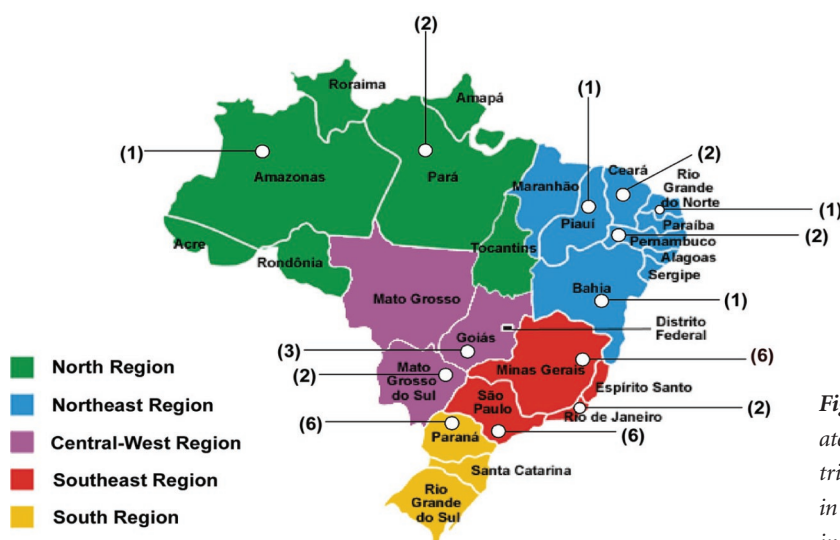 (2)
Roraima
Amapá
(1)
(1)
Amazonas
Pará
Maranhão
Ceará
(2)
Rio
Grande
do Norte
(1)
Piauí
Paraíba
Pernambuco
(2)
Alagoas
Sergipe
Acre
Rondônia
Tocantins
Mato Grosso
Bahia
(1)
Goiás
Distrito
Federal
(3)
(2)
Mato
Grosso
do Sul
Minas Gerais
(6)
Espírito Santo
São
Paulo
(2)
Rio de Janeiro
(6)
Paraná
(6)
Santa Catarina
Rio
Grande
do Sul
North Region
Northeast Region
Central-West Region
Southeast Region
South Region
in